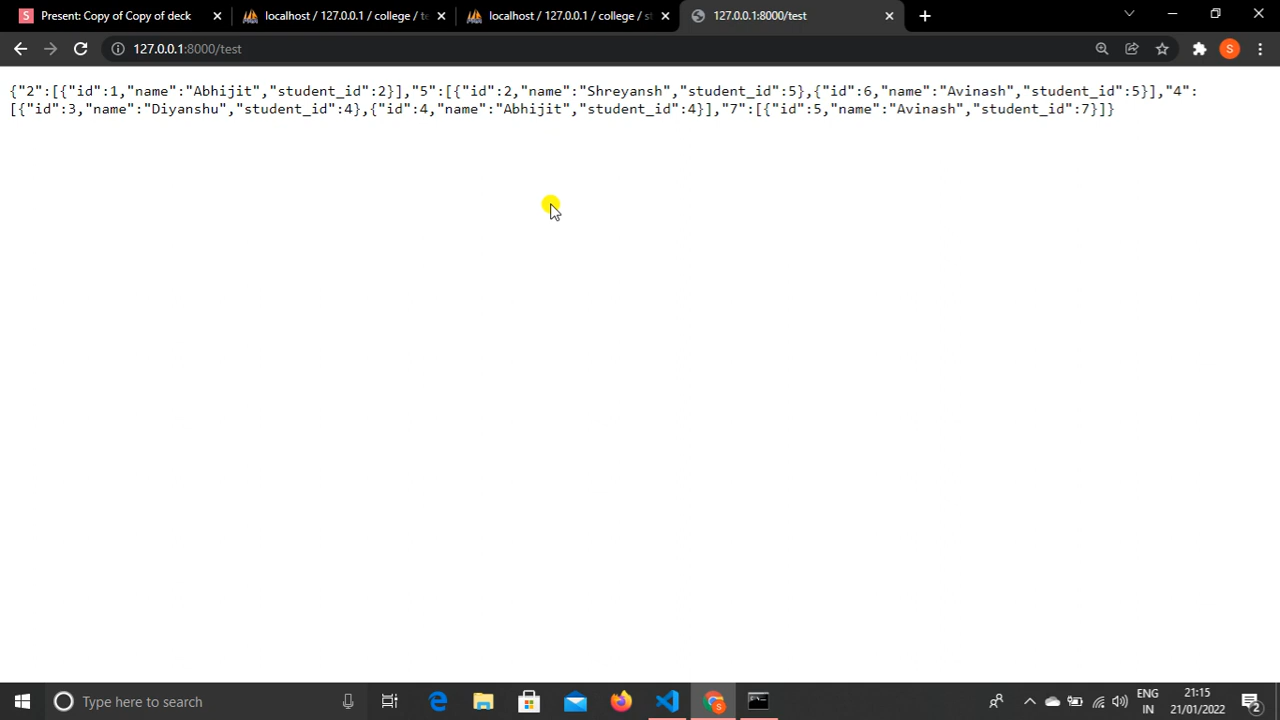 S Present: Copy of Copy of deck
localhost / 127.0.0.1 / college / te
localhost / 127.0.0.1 / college / st
127.0.0.1:8000/test
127.0.0.1:8000/test
S
{"2":[{"id":1,"name":"Abhijit","student_id":2}],"5":[{"id":2,"name":"Shreyansh","student_id":5},{"id":6,"name":"Avinash","student_id":5}],"4":
[{"id":3,"name":"Diyanshu","student_id":4},{"id":4,"name":"Abhijit","student_id":4}],"7":[{"id":5,"name":"Avinash","student_id":7}]}
Type here to search
S
ENG
IN
21:15
21/01/2022
2